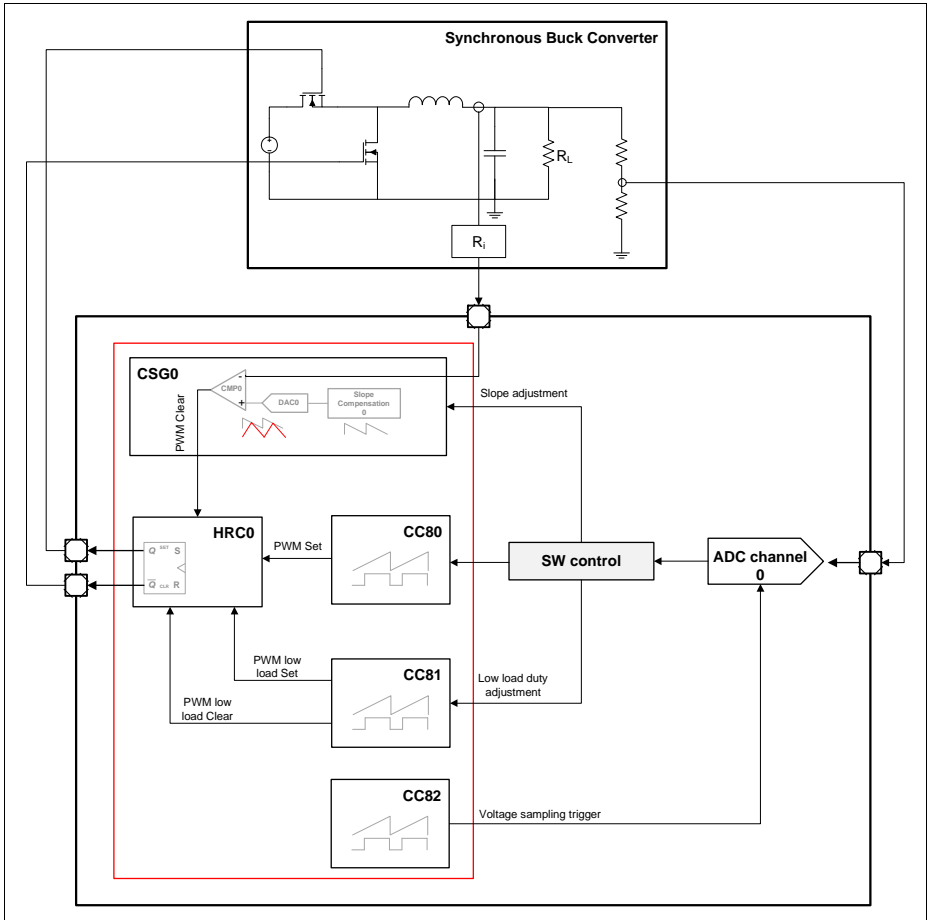 Synchronous Buck Converter
+
-
RL
Ri
CSG0
-
CMP0
+
DAC0
Slope
Compensation
0
Slope adjustment
PWM Clear
HRC0
Q SET S
Q CLR R
PWM Set
CC80
SW control
ADC channel
0
PWM low
load Set
PWM low
load Clear
CC81
Low load duty
adjustment
CC82
Voltage sampling trigger